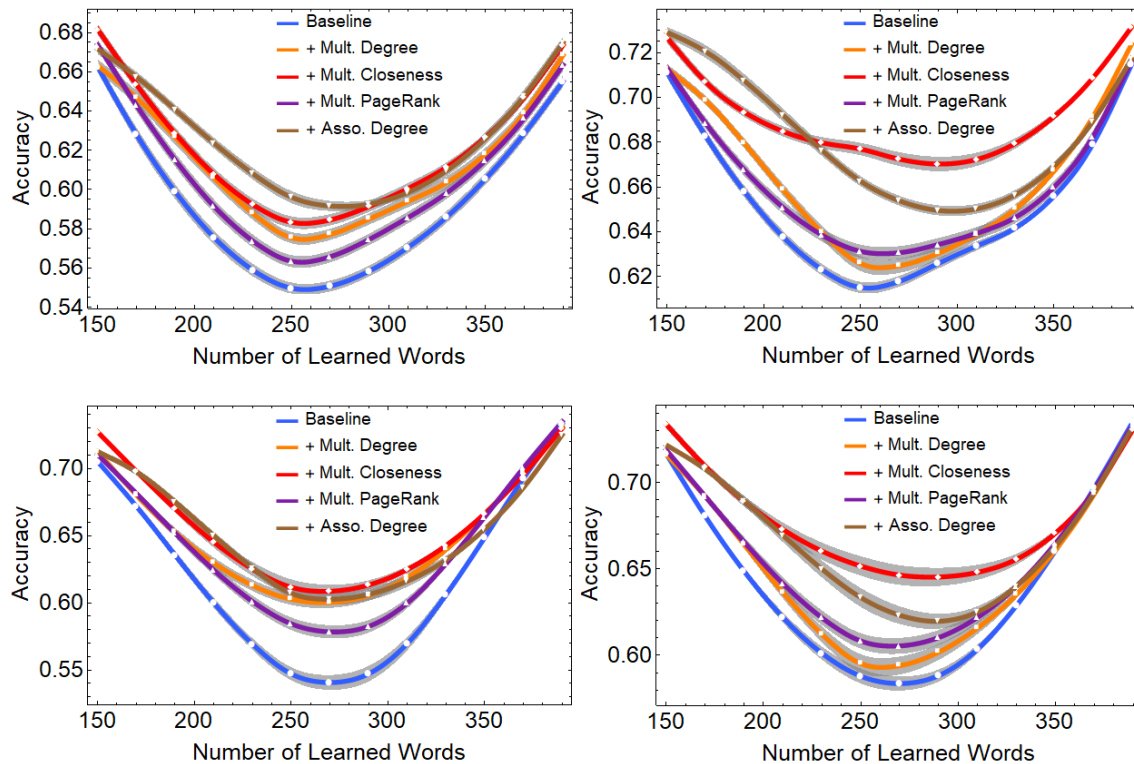 0.68
0.66
0.64
0.62
0.60
0.58
0.56
0.54
Accuracy
Baseline
+ Mult. Degree
+ Mult. Closeness
+ Mult. PageRank
+ Asso. Degree
150 200 250 300 350
Number of Learned Words
0.72
0.70
0.68
0.66
0.64
0.62
Accuracy
Baseline
+ Mult. Degree
+ Mult. Closeness
+ Mult. PageRank
+ Asso. Degree
150 200 250 300 350
Number of Learned Words
0.70
0.65
0.60
0.55
Accuracy
Baseline
+ Mult. Degree
+ Mult. Closeness
+ Mult. PageRank
+ Asso. Degree
150 200 250 300 350
Number of Learned Words
0.70
0.65
0.60
Accuracy
Baseline
+ Mult. Degree
+ Mult. Closeness
+ Mult. PageRank
+ Asso. Degree
150 200 250 300 350
Number of Learned Words